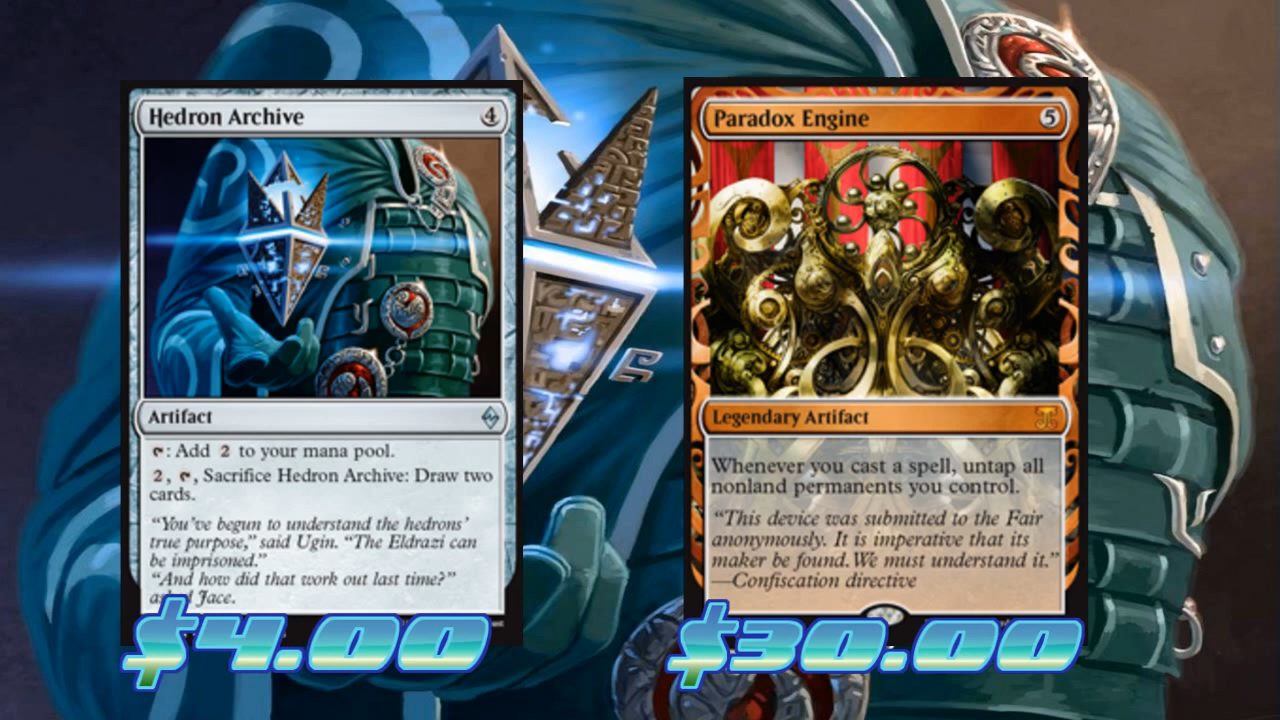 Hedron Archive 4
Artifact
: Add 2 to your mana pool.
2, , Sacrifice Hedron Archive: Draw two
cards.
“You’ve begun to understand the hedrons’
true purpose,” said Ugin. “The Eldrazi can
be imprisoned.”
“And how did that work out last time?”
asked Jace.
$4.00
Paradox Engine 5
Legendary Artifact
Whenever you cast a spell, untap all
nonland permanents you control.
“This device was submitted to the Fair
anonymously. It is imperative that its
maker be found. We must understand it.”
—Confiscation directive
$30.00